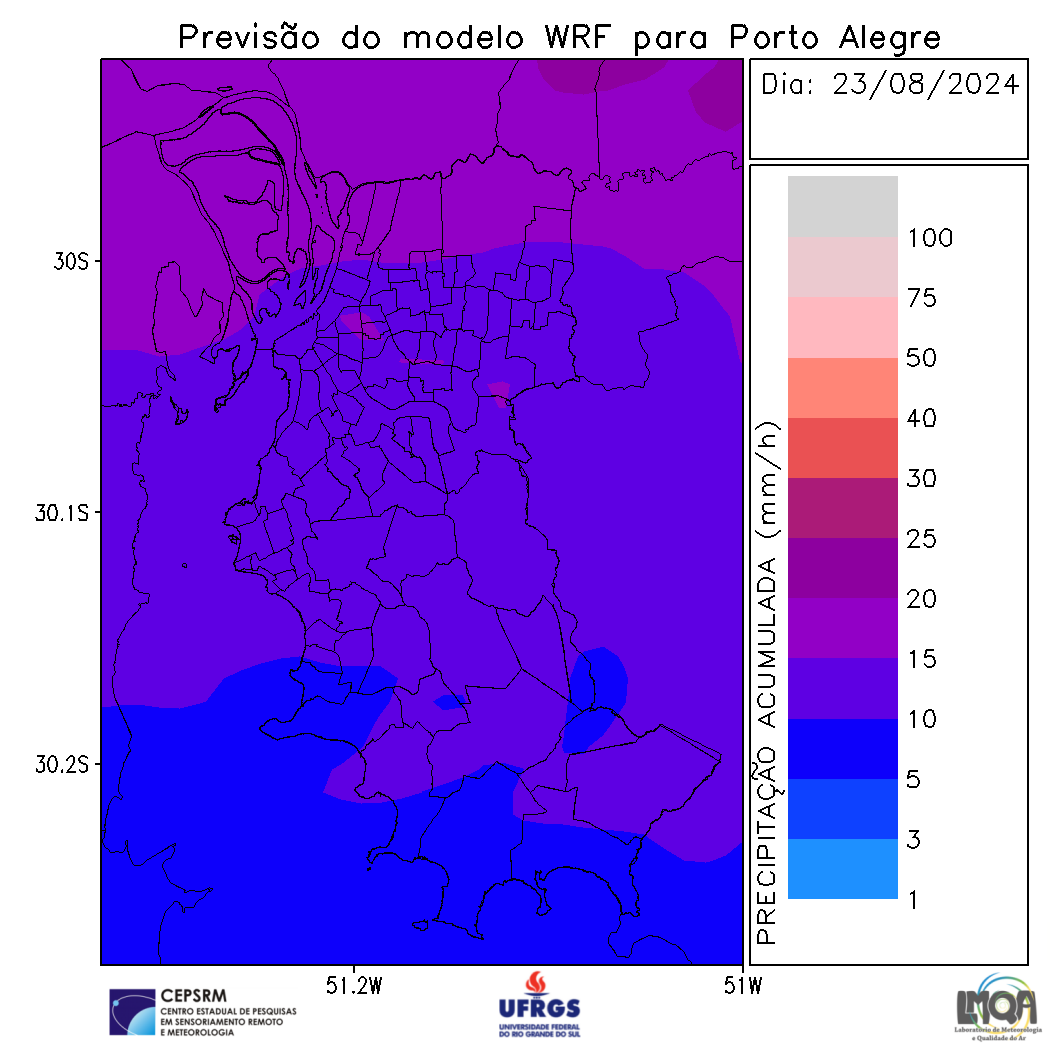 Previsão do modelo WRF para Porto Alegre
Dia: 23/08/2024
30S
30.1S
30.2S
51.2W
51W
PRECIPITAÇÃO ACUMULADA (mm/h)
100
75
50
40
30
25
20
15
10
5
3
1
CEPSRM
CENTRO ESTADUAL DE PESQUISAS
EM SENSORIAMENTO REMOTO
E METEOROLOGIA
UFRGS
UNIVERSIDADE FEDERAL
DO RIO GRANDE DO SUL
LMQA
Laboratório de Meteorologia
e Qualidade do Ar